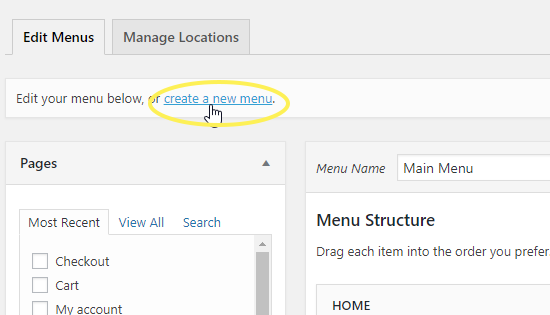 Edit Menus
Manage Locations
Edit your menu below, or create a new menu.
Pages
Most Recent
View All
Search
Checkout
Cart
My account
Menu Name
Main Menu
Menu Structure
Drag each item into the order you prefer
HOME